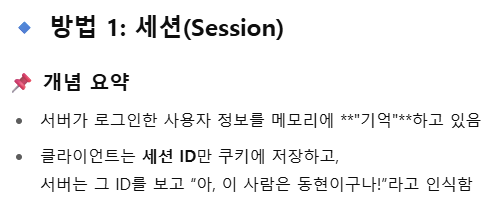 방법 1: 세션(Session)
개념 요약
서버가 로그인한 사용자 정보를 메모리에 **"기억"**하고 있음
클라이언트는 세션 ID만 쿠키에 저장하고,
서버는 그 ID를 보고 “아, 이 사람은 동현이구나!”라고 인식함